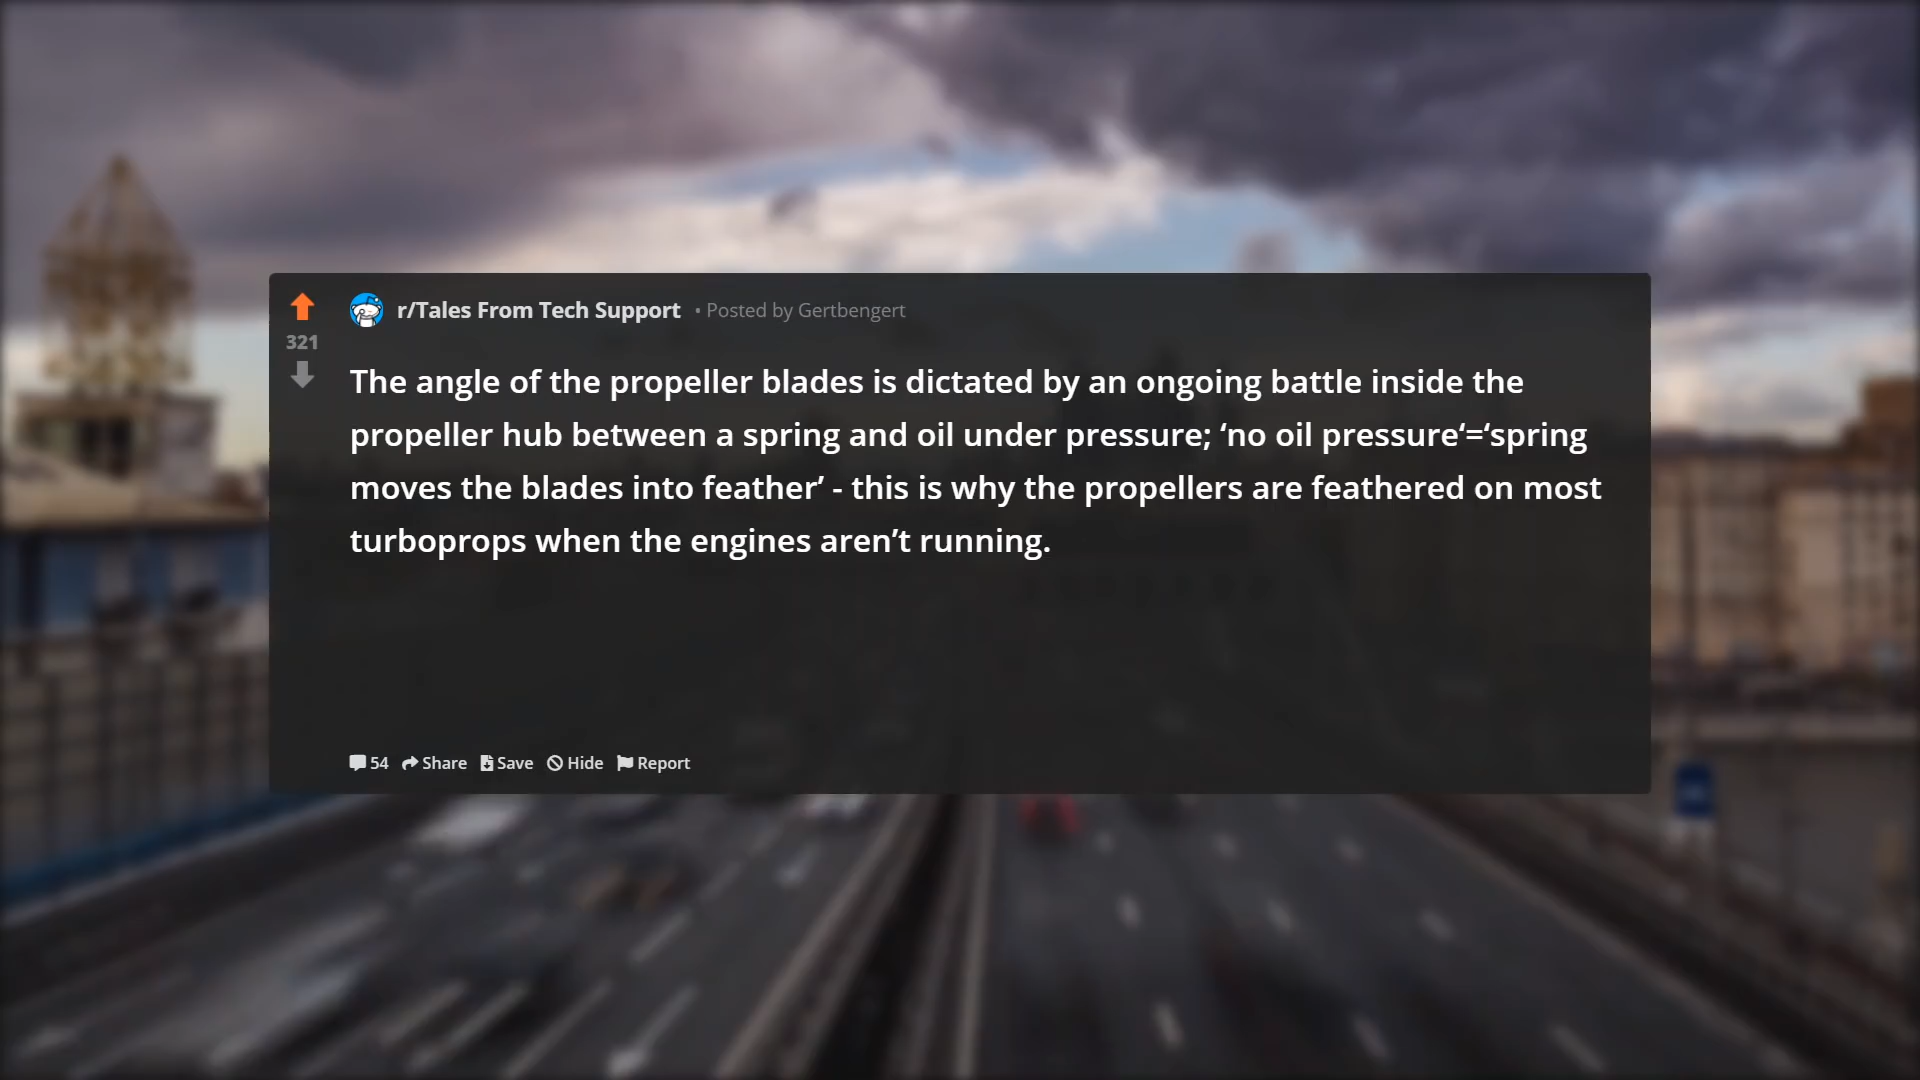 r/Tales From Tech Support • Posted by Gertbengert
321
The angle of the propeller blades is dictated by an ongoing battle inside the
propeller hub between a spring and oil under pressure; ‘no oil pressure‘=‘spring
moves the blades into feather’ - this is why the propellers are feathered on most
turboprops when the engines aren’t running.
54 Share Save Hide Report